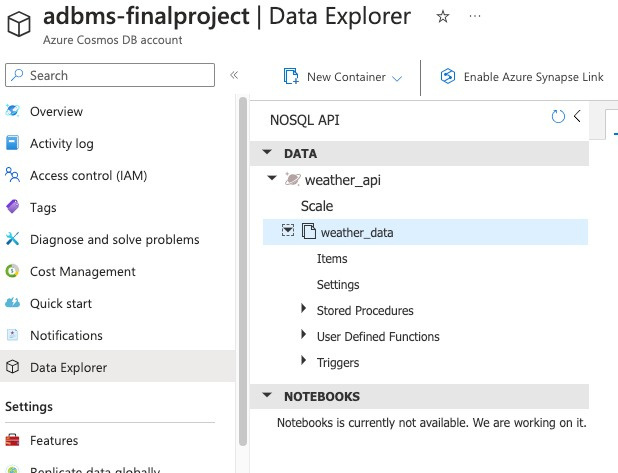 adbms-finalproject | Data Explorer
Azure Cosmos DB account
Search
New Container
Enable Azure Synapse Link
Overview
Activity log
Access control (IAM)
Tags
Diagnose and solve problems
Cost Management
Quick start
Notifications
Data Explorer
Settings
Features
Replicate data globally
NOSQL API
DATA
weather_api
Scale
weather_data
Items
Settings
Stored Procedures
User Defined Functions
Triggers
NOTEBOOKS
Notebooks is currently not available. We are working on it.